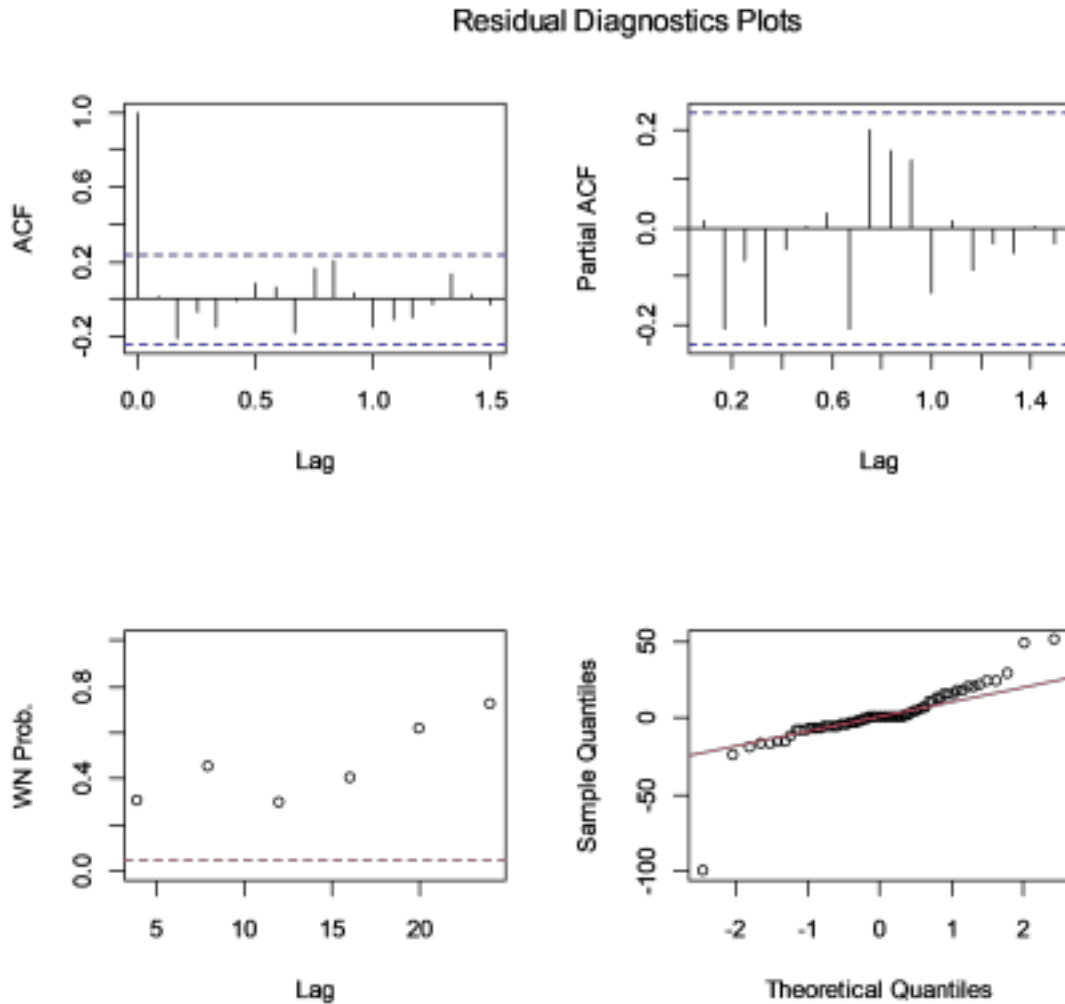 Residual Diagnostics Plots
ACF
1.0
0.6
0.2
-0.2
0.0 0.5 1.0 1.5
Lag
Partial ACF
0.2
0.0
-0.2
0.2 0.6 1.0 1.4
Lag
WN Prob.
0.8
0.4
0.0
5 10 15 20
Lag
Sample Quantiles
50
0
-50
-100
-2 -1 0 1 2
Theoretical Quantiles